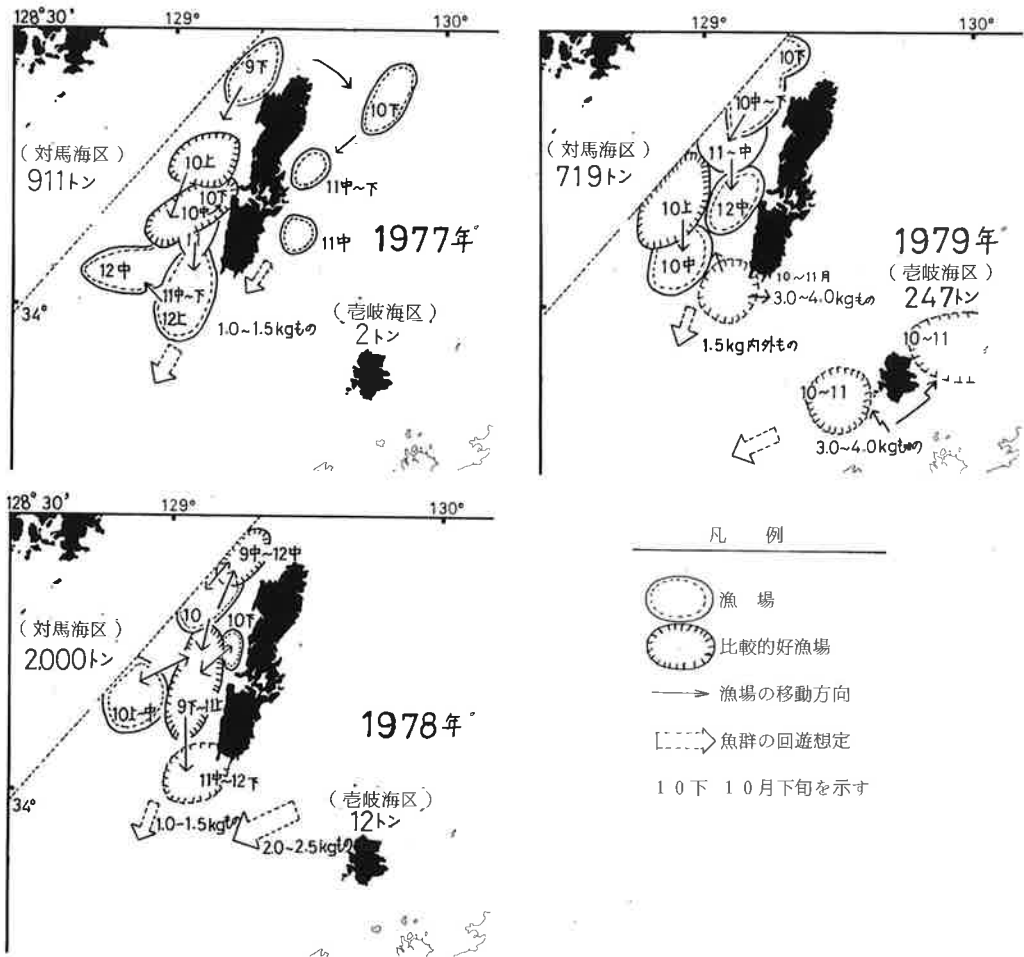 128°30'
129°
130°
9下
10下
(対馬海区)
911トン
10上
10下
10中
11中~下
11中
1977年
12中
11中~下
12上
34°
1.0~1.5kgもの
(壱岐海区)
2トン
129°
130°
10下
10中~下
(対馬海区)
719トン
11~中
12中
10上
10中
1979年
(壱岐海区)
247トン
10~11月
3.0~4.0kgもの
1.5kg内外もの
10~11
10~11
3.0~4.0kgもの
128°30'
129°
130°
9中~12中
10
10下
(対馬海区)
2000トン
10上~中
9下~11上
1978年
34°
11中~12下
(壱岐海区)
12トン
1.0-1.5kgもの
2.0~2.5kgもの
凡 例
漁 場
比較的好漁場
漁場の移動方向
魚群の回遊想定
10下 10月下旬を示す